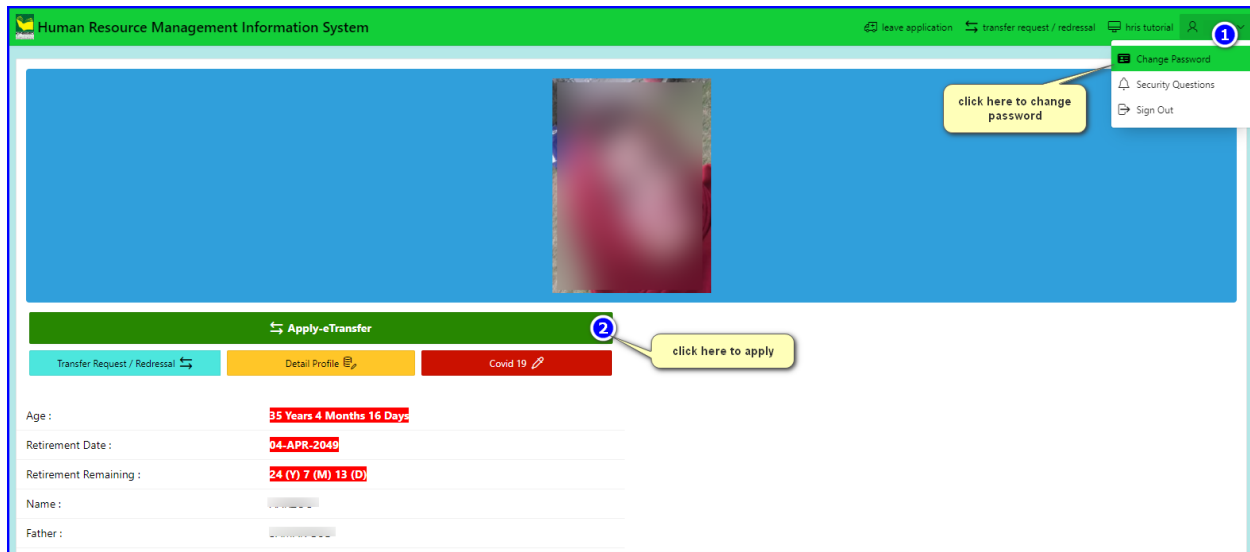 Human Resource Management Information System
leave application
transfer request / redressal
hris tutorial
1
Change Password
Security Questions
Sign Out
click here to change
password
Apply-eTransfer
2
click here to apply
Transfer Request / Redressal
Detail Profile
Covid 19
Age :
35 Years 4 Months 16 Days
Retirement Date :
04-APR-2049
Retirement Remaining :
24 (Y) 7 (M) 13 (D)
Name :
Father :